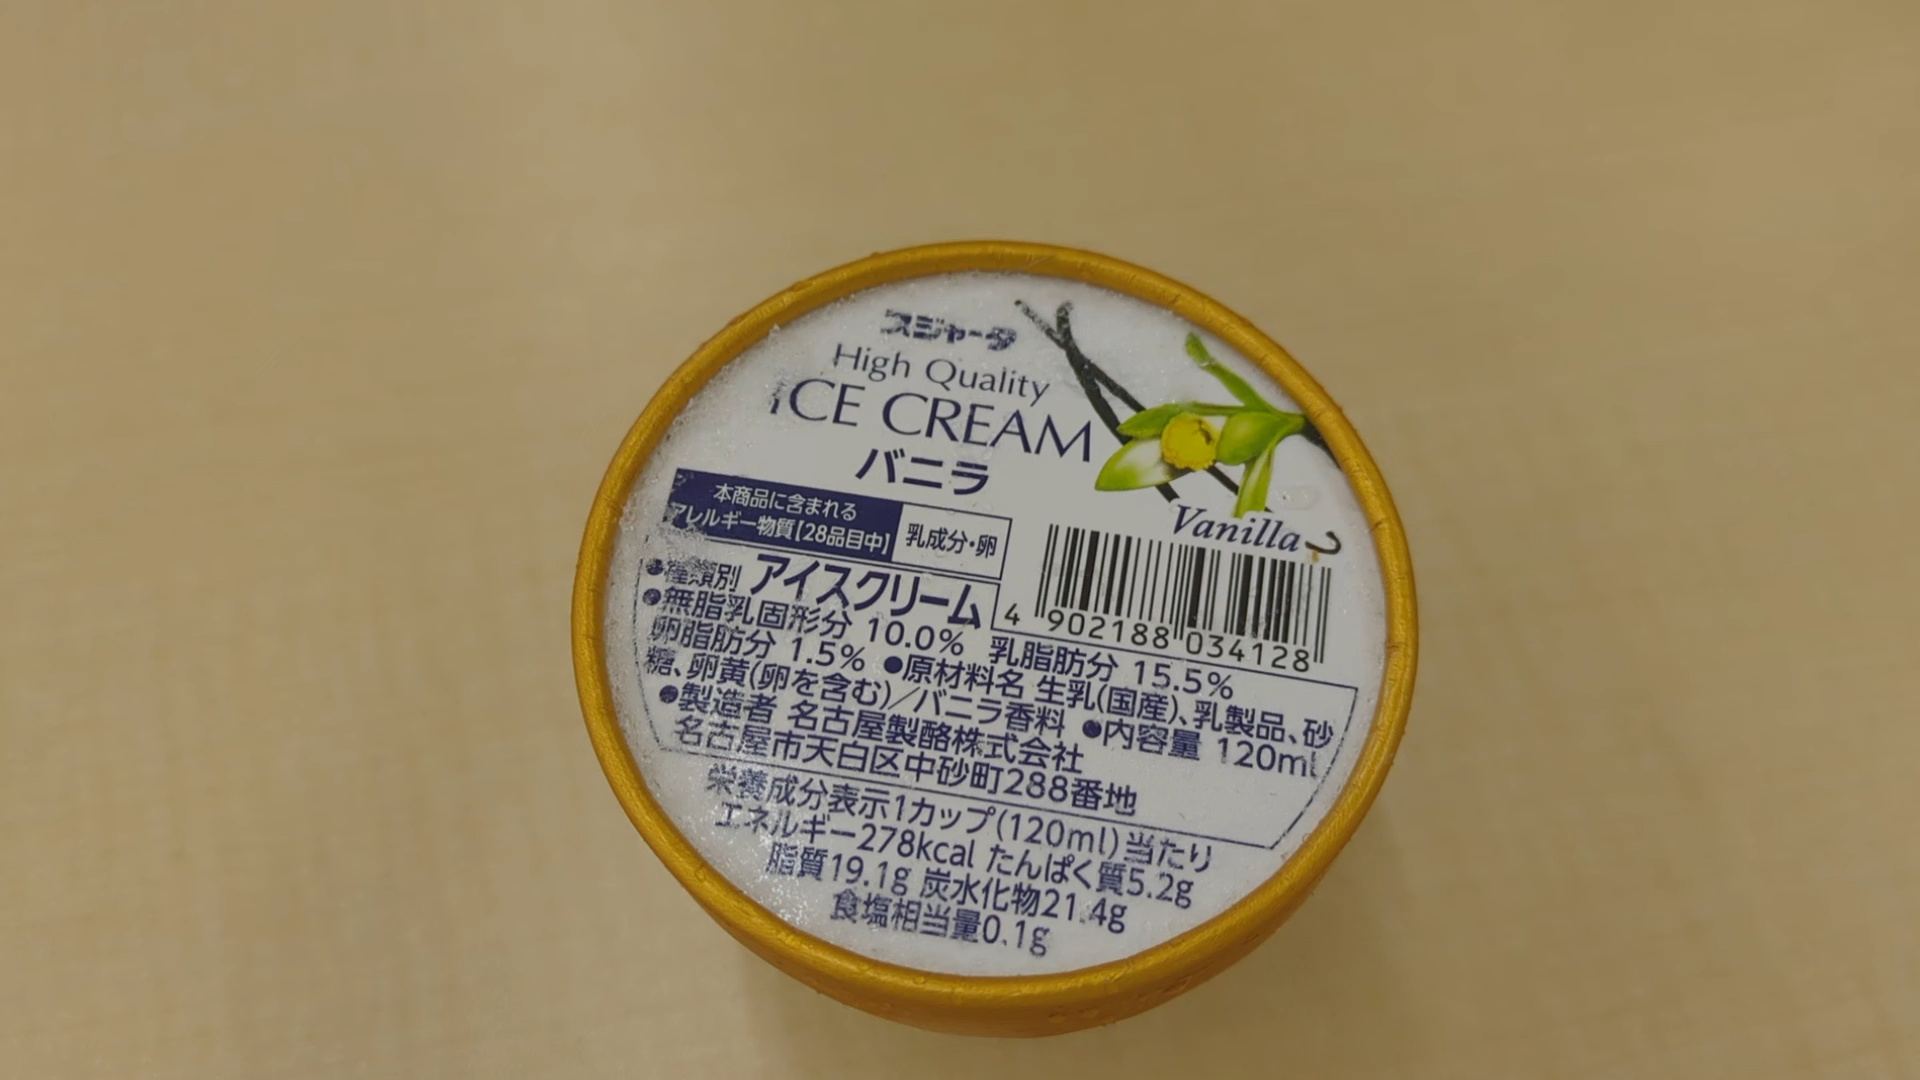 スジャータ
High Quality
ICE CREAM
バニラ
Vanilla
本商品に含まれる
アレルギー物質【28品目中】
乳成分・卵
4 902188 034128
●種類別 アイスクリーム
●無脂乳固形分 10.0% 乳脂肪分 15.5%
卵脂肪分 1.5% ●原材料名 生乳(国産)、乳製品、砂
糖、卵黄(卵を含む)/バニラ香料 ●内容量 120ml
●製造者 名古屋製酪株式会社
名古屋市天白区中砂町288番地
栄養成分表示1カップ(120ml)当たり
エネルギー278kcal たんぱく質5.2g
脂質19.1g 炭水化物21.4g
食塩相当量0.1g